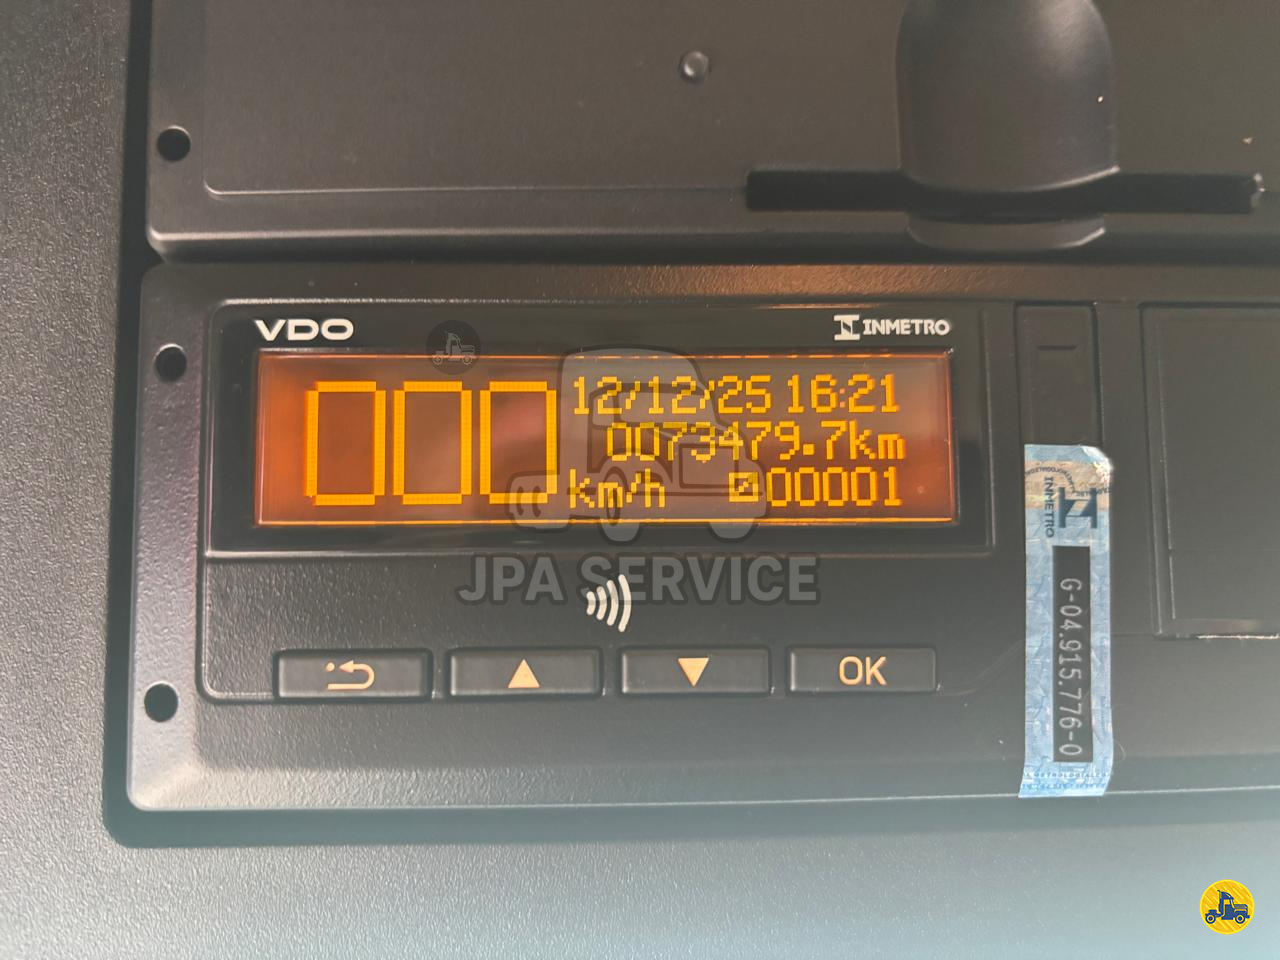 VDO
INMETRO
000
12/12/25 16:21
0073479.7km
km/h
00001
JPA SERVICE
OK
INMETRO
G-04.915.776-0